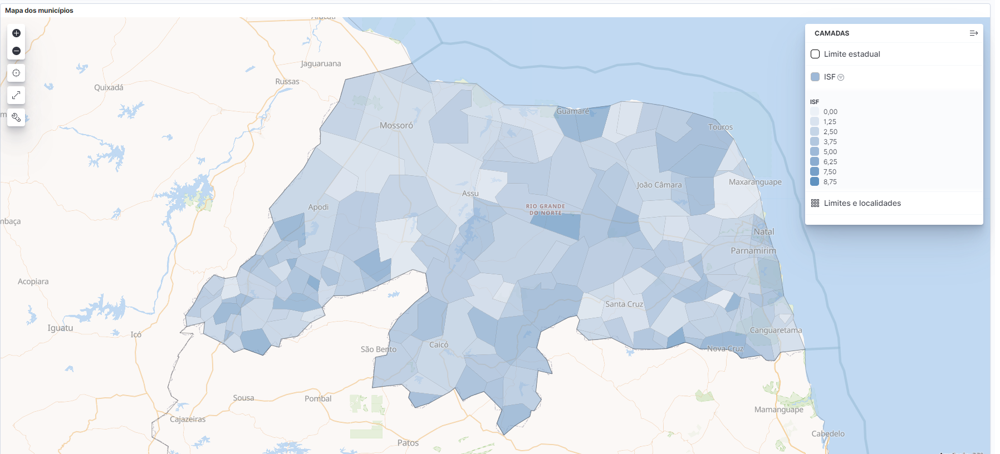 Mapa dos municípios
CAMADAS
Limite estadual
ISF
ISF
0,00
1,25
2,50
3,75
5,00
6,25
7,50
8,75
Limites e localidades
Jaguaruana
Russas
Quixadá
Mossoró
Guamaré
Touros
Maxaranguape
João Câmara
Assu
Apodi
RIO GRANDE
DO NORTE
mbaça
Natal
Parnamirim
Acopiara
Santa Cruz
Iguatu
Icó
Canguaretama
São Bento
Caicó
Nova Cruz
Sousa
Pombal
Mamanguape
Cajazeiras
Cabedelo
Patos